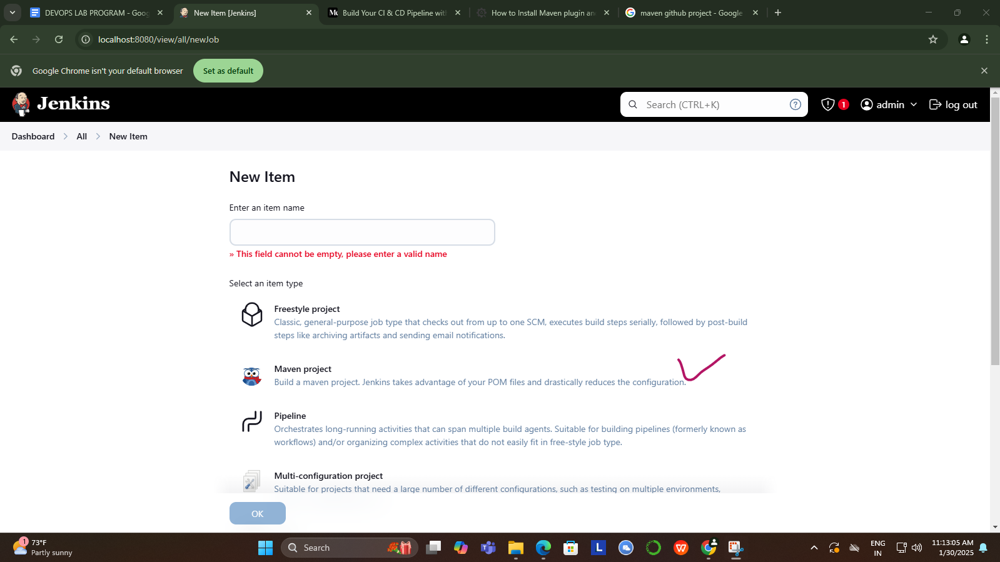 DEVOPS LAB PROGRAM - Goog
New Item [Jenkins]
Build Your CI & CD Pipeline with
How to Install Maven plugin an
maven github project - Google
localhost:8080/view/all/newJob
Google Chrome isn't your default browser
Set as default
Jenkins
Search (CTRL+K)
1
admin
log out
Dashboard
All
New Item
New Item
Enter an item name
» This field cannot be empty, please enter a valid name
Select an item type
Freestyle project
Classic, general-purpose job type that checks out from up to one SCM, executes build steps serially, followed by post-build
steps like archiving artifacts and sending email notifications.
Maven project
Build a maven project. Jenkins takes advantage of your POM files and drastically reduces the configuration.
Pipeline
Orchestrates long-running activities that can span multiple build agents. Suitable for building pipelines (formerly known as
workflows) and/or organizing complex activities that do not easily fit in free-style job type.
Multi-configuration project
Suitable for projects that need a large number of different configurations, such as testing on multiple environments,
OK
1
73°F
Partly sunny
Search
L
ENG
IN
11:13:05 AM
1/30/2025